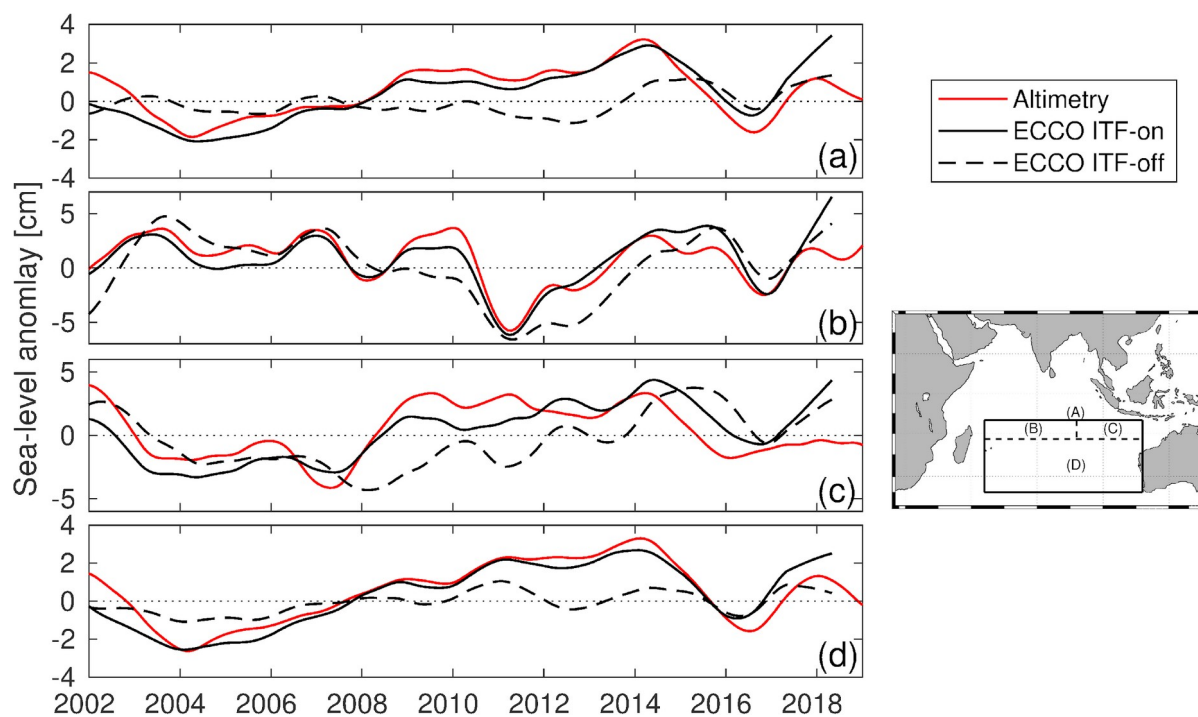 Sea-level anomlay [cm]
4
2
0
-2
-4
(a)
5
0
-5
(b)
5
0
-5
(c)
4
2
0
-2
-4
(d)
2002 2004 2006 2008 2010 2012 2014 2016 2018
Altimetry
ECCO ITF-on
ECCO ITF-off
(A)
(B) (C)
(D)